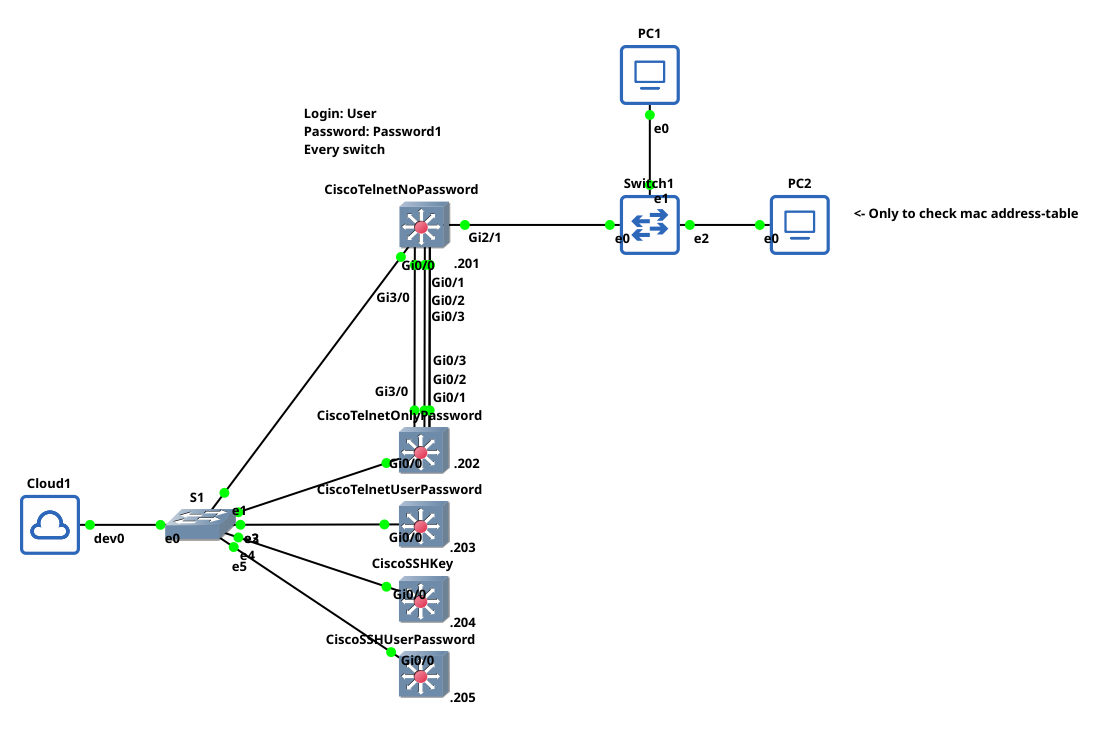 PC1
e0
Login: User
Password: Password1
Every switch
CiscoTelnetNoPassword
Switch1
e1
PC2
<- Only to check mac address-table
Gi2/1
e0
e2
e0
Gi0/0
.201
Gi0/1
Gi3/0
Gi0/2
Gi0/3
Gi0/3
Gi0/2
Gi3/0
Gi0/1
CiscoTelnetOnlyPassword
Gi0/0
.202
Cloud1
CiscoTelnetUserPassword
S1
e1
dev0
e0
e3
Gi0/0
.203
e4
e5
CiscoSSHKey
Gi0/0
.204
CiscoSSHUserPassword
Gi0/0
.205